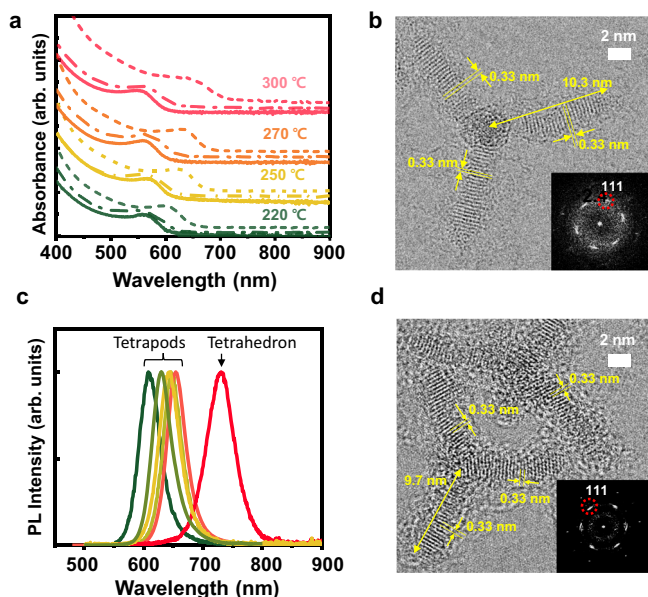 a
Absorbance (arb. units)
300 ℃
270 ℃
250 ℃
220 ℃
400 500 600 700 800 900
Wavelength (nm)
b
2 nm
0.33 nm
10.3 nm
0.33 nm
0.33 nm
111
c
PL Intensity (arb. units)
Tetrapods
Tetrahedron
500 600 700 800 900
Wavelength (nm)
d
2 nm
0.33 nm
0.33 nm
9.7 nm
0.33 nm
0.33 nm
111